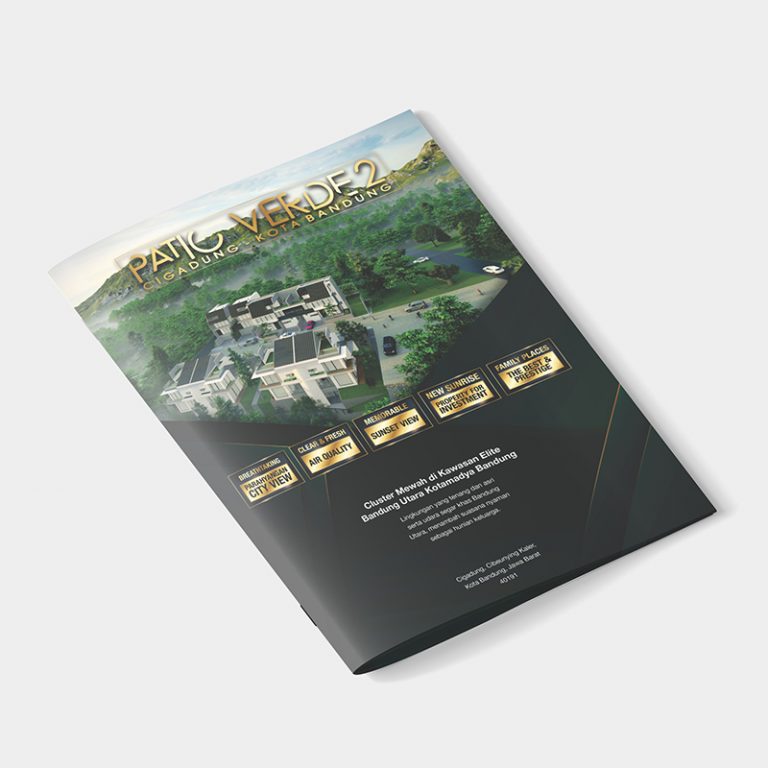 PATIO VERDE 2
CIGADUNG - KOTA BANDUNG
BREATHTAKING
PARAHYANGAN
CITY VIEW
CLEAR & FRESH
AIR QUALITY
MEMORABLE
SUNSET VIEW
NEW SUNRISE
PROPERTY FOR
INVESTMENT
FAMILY PLACES
THE BEST &
PRESTIGE
Cluster Mewah di Kawasan Elite
Bandung Utara Kotamadya Bandung
Lingkungan yang tenang dan asri
serta udara segar khas Bandung
Utara, menambah suasana nyaman
sebagai hunian keluarga.
Cigadung, Cibeunying Kaler,
Kota Bandung, Jawa Barat
40191